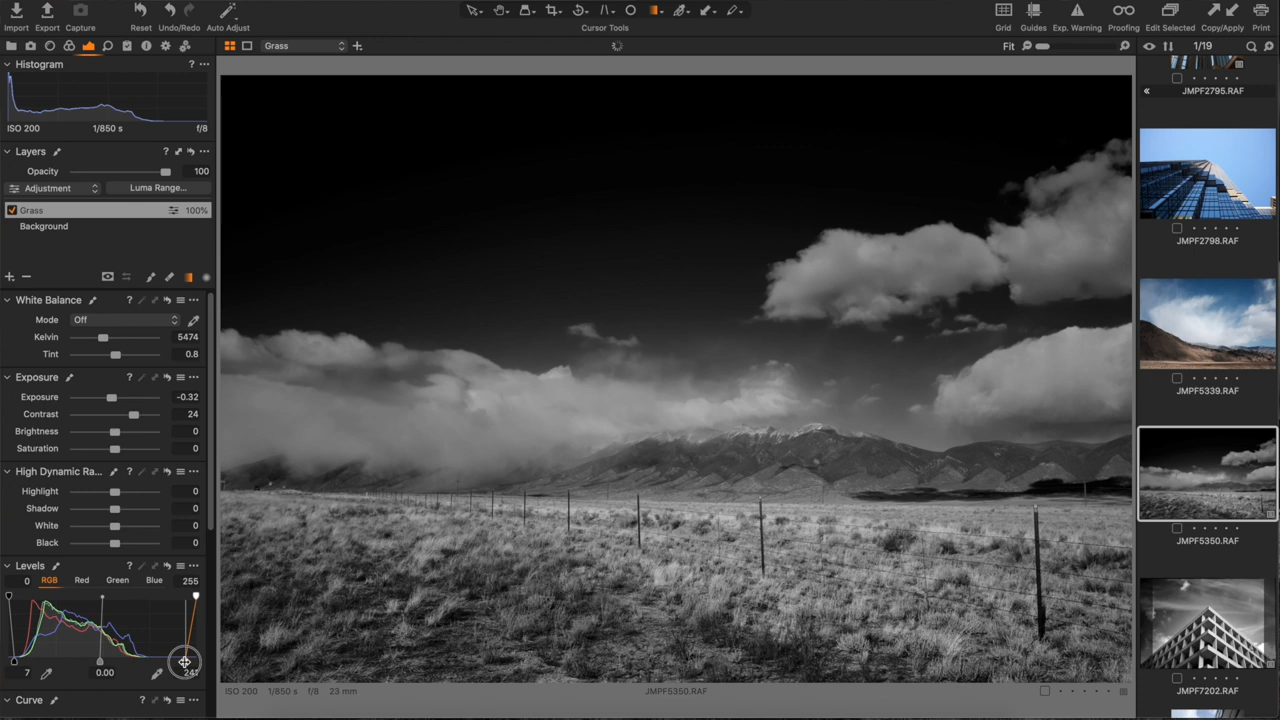 Import Export Capture Reset Undo/Redo Auto Adjust Cursor Tools Grid Guides Exp. Warning Proofing Edit Selected Copy/Apply Print
Grass Fit 1/19
Histogram ?
ISO 200 1/850 s f/8
Layers ?
Opacity 100
Adjustment Luma Range...
Grass 100%
Background
White Balance ?
Mode Off
Kelvin 5474
Tint 0.8
Exposure ?
Exposure -0.32
Contrast 24
Brightness 0
Saturation 0
High Dynamic Ra... ?
Highlight 0
Shadow 0
White 0
Black 0
Levels ?
0 RGB Red Green Blue 255
7 0.00
Curve ?
ISO 200 1/850 s f/8 23 mm JMPF5350.RAF
JMPF2795.RAF
JMPF2798.RAF
JMPF5339.RAF
JMPF5350.RAF
JMPF7202.RAF